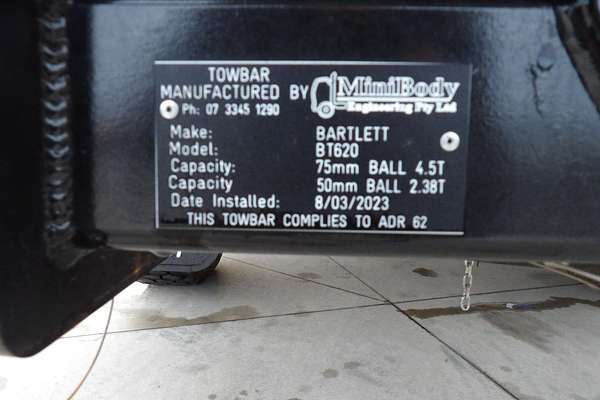 TOWBAR
MANUFACTURED BY MiniBody
Engineering Pty Ltd
Ph: 07 3345 1290
Make: BARTLETT
Model: BT620
Capacity: 75mm BALL 4.5T
Capacity 50mm BALL 2.38T
Date Installed: 8/03/2023
THIS TOWBAR COMPLIES TO ADR 62